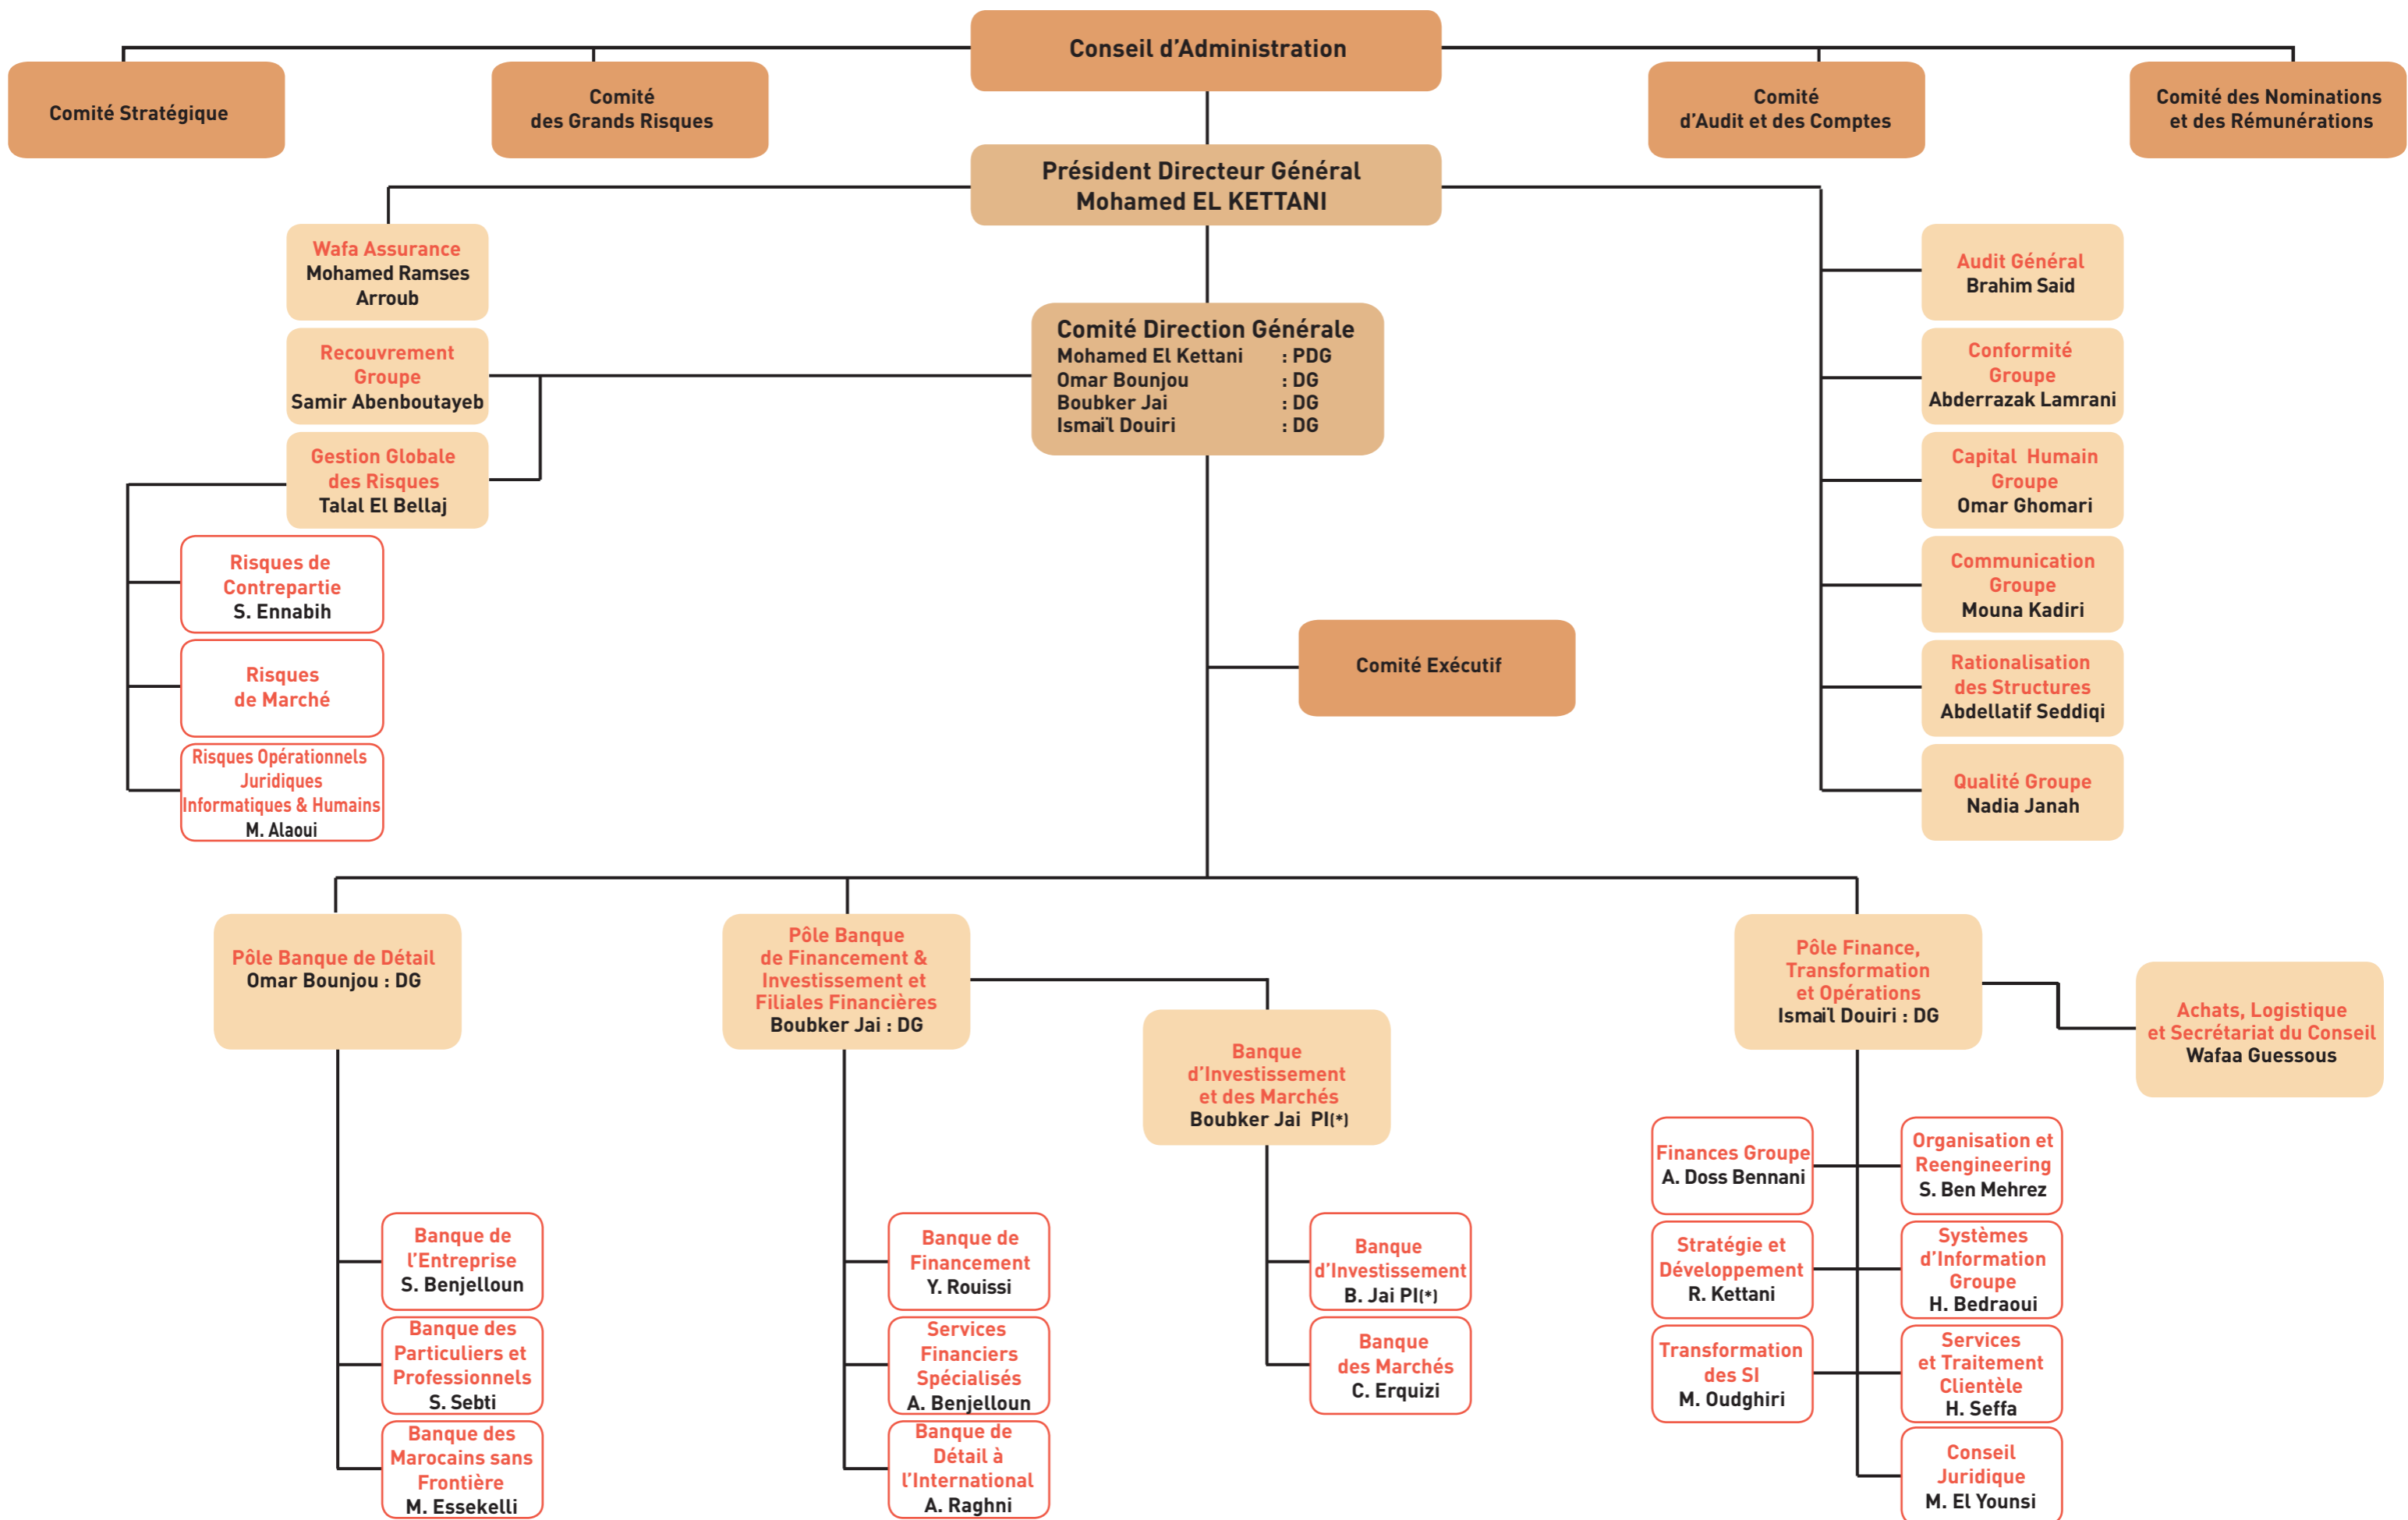 Conseil d’Administration
Comité Stratégique
Comité
des Grands Risques
Comité
d’Audit et des Comptes
Comité des Nominations
et des Rémunérations
Président Directeur Général
Mohamed EL KETTANI
Wafa Assurance
Mohamed Ramses
Arroub
Recouvrement
Groupe
Samir Abenboutayeb
Gestion Globale
des Risques
Talal El Bellaj
Risques de
Contrepartie
S. Ennabih
Risques
de Marché
Risques Opérationnels
Juridiques
Informatiques & Humains
M. Alaoui
Comité Direction Générale
Mohamed El Kettani : PDG
Omar Bounjou : DG
Boubker Jai : DG
Ismaïl Douiri : DG
Comité Exécutif
Audit Général
Brahim Said
Conformité
Groupe
Abderrazak Lamrani
Capital Humain
Groupe
Omar Ghomari
Communication
Groupe
Mouna Kadiri
Rationalisation
des Structures
Abdellatif Seddiqi
Qualité Groupe
Nadia Janah
Pôle Banque de Détail
Omar Bounjou : DG
Banque de
l’Entreprise
S. Benjelloun
Banque des
Particuliers et
Professionnels
S. Sebti
Banque des
Marocains sans
Frontière
M. Essekelli
Pôle Banque
de Financement &
Investissement et
Filiales Financières
Boubker Jai : DG
Banque de
Financement
Y. Rouissi
Services
Financiers
Spécialisés
A. Benjelloun
Banque de
Détail à
l’International
A. Raghni
Banque
d’Investissement
et des Marchés
Boubker Jai PI(*)
Banque
d’Investissement
B. Jai PI(*)
Banque
des Marchés
C. Erquizi
Pôle Finance,
Transformation
et Opérations
Ismaïl Douiri : DG
Achats, Logistique
et Secrétariat du Conseil
Wafaa Guessous
Finances Groupe
A. Doss Bennani
Stratégie et
Développement
R. Kettani
Transformation
des SI
M. Oudghiri
Organisation et
Reengineering
S. Ben Mehrez
Systèmes
d’Information
Groupe
H. Bedraoui
Services
et Traitement
Clientèle
H. Seffa
Conseil
Juridique
M. El Younsi